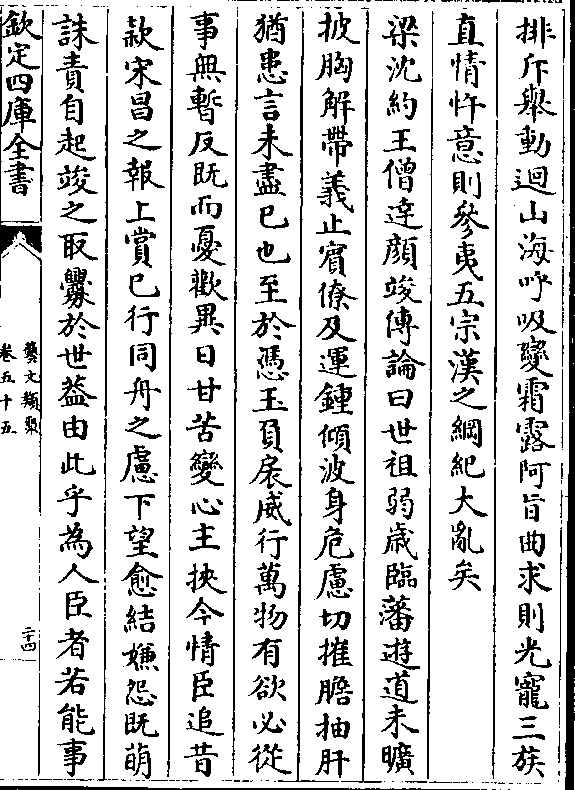 排斥舉動迴山海呼吸變霜露阿旨曲求則光寵三族
直情忤意則參夷五宗漢之綱紀大亂矣
梁沈約王僧達顔竣傳論曰世祖弱歳臨藩遊道未曠
披胸解帶義止賓僚及運鍾傾波身危慮切摧膽抽肝
猶患言未盡已也至於憑玉負扆威行萬物有欲必從
事無暫反既而憂歡異日甘苦變心主挾今情臣追昔
欵宋昌之報上賞已行同舟之慮下望愈結嫌怨既萌
誅責自起竣之取釁於世葢由此乎為人臣者若能事
欽定四庫全書
藝文類聚
卷五十五
二十四